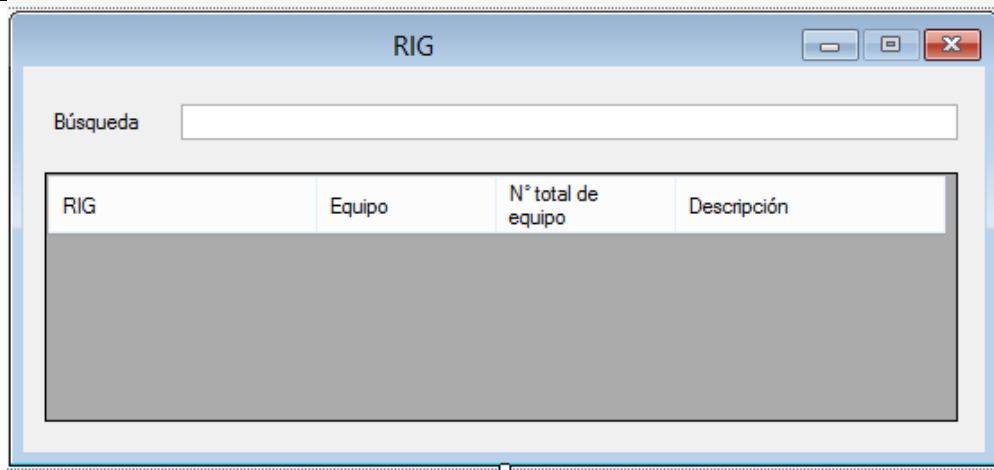 RIG
Búsqueda
RIG
Equipo
N° total de
equipo
Descripción